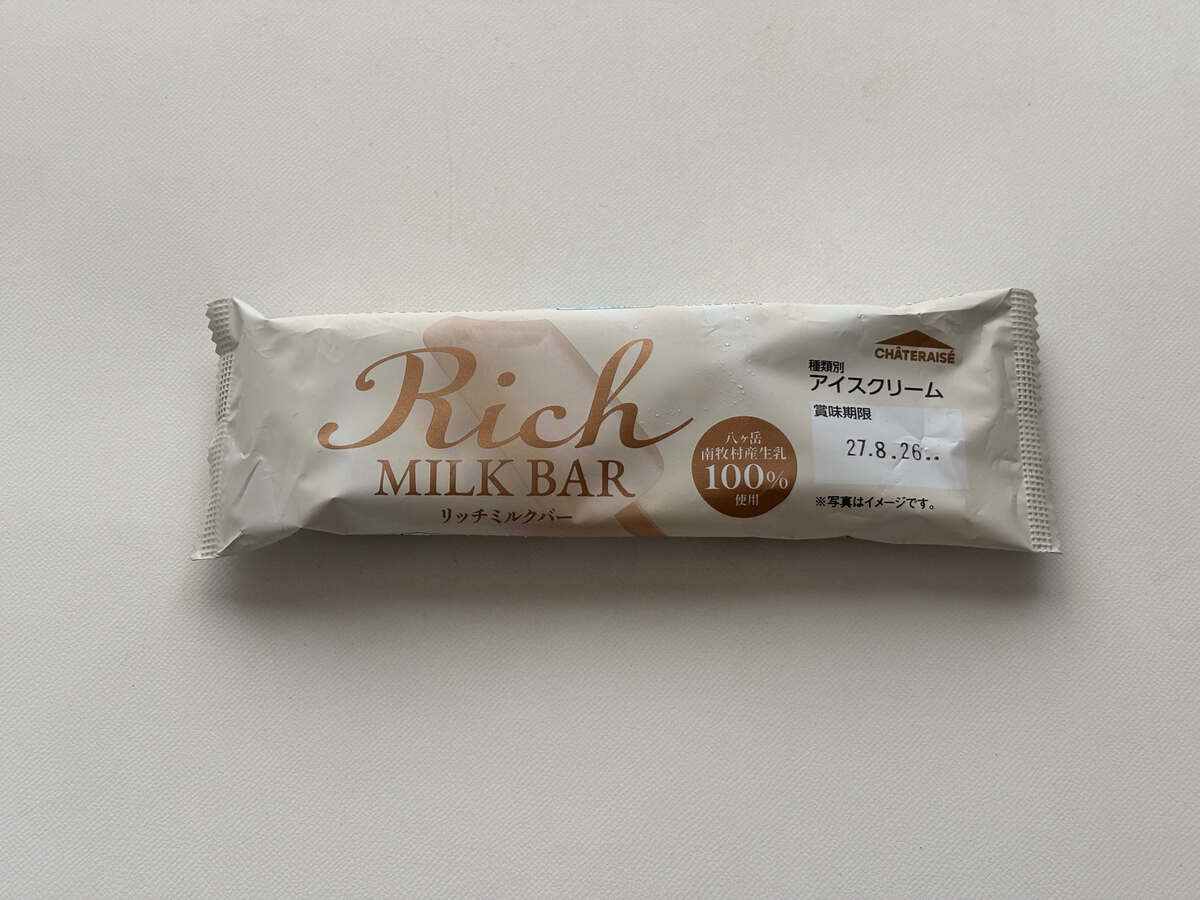 Rich
MILK BAR
リッチミルクバー
八ヶ岳
南牧村産生乳
100%
使用
CHÂTERAISÉ
種類別
アイスクリーム
賞味期限
27.8.26..
※写真はイメージです。